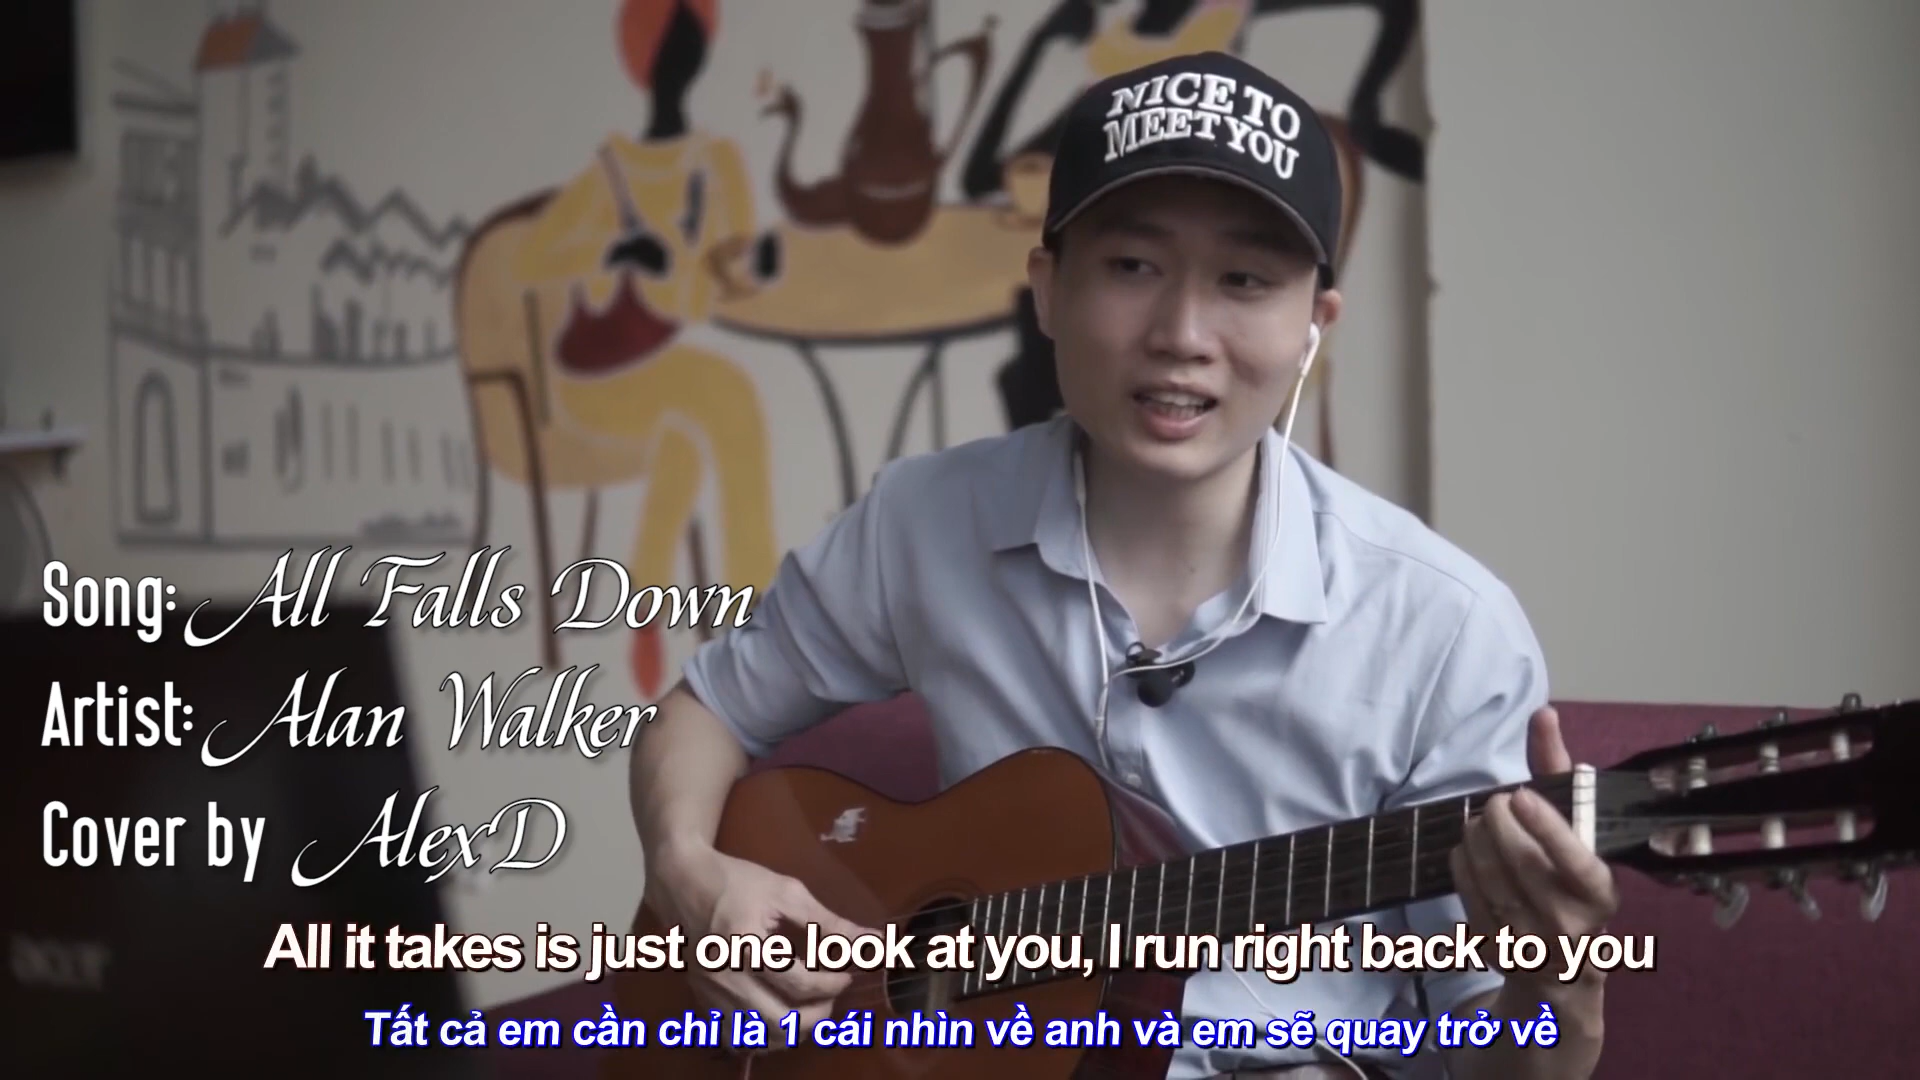 NICE TO
MEET YOU
Song: All Falls Down
Artist: Alan Walker
Cover by AlexD
All it takes is just one look at you, I run right back to you
Tất cả em cần chỉ là 1 cái nhìn về anh và em sẽ quay trở về